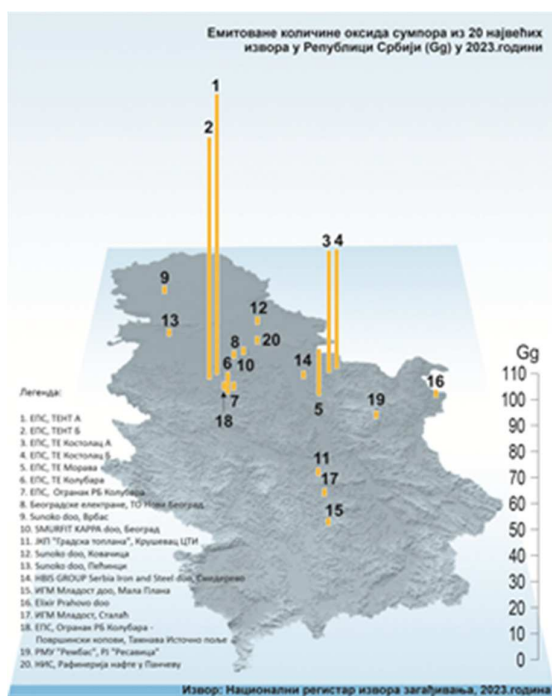 Емитоване количине оксида сумпора из 20 највећих
извора у Републици Србији (Gg) у 2023.години
1
2
3 4
9
12
13
8
20
6
10
14
Gg
16
7
5
19
18
110
100
90
80
70
60
50
40
30
20
10
0
11
17
15
Легенда:
1. ЕПС, ТЕНТ А
2. ЕПС, ТЕНТ Б
3. ЕПС, ТЕ Костолац А
4. ЕПС, ТЕ Костолац Б
5. ЕПС, ТЕ Морава
6. ЕПС, ТЕ Колубара
7. ЕПС, Огранак РБ Колубара
8. Београдске електране, ТО Нови Београд
9. Sunoko doo, Врбас
10. SMURFIT KAPPA doo, Београд
11. ЈКП "Градска топлана", Крушевац ЦТИ
12. Sunoko doo, Ковачица
13. Sunoko doo, Пећинци
14. HBIS GROUP Serbia Iron and Steel doo, Смедерево
15. ИГМ Младост доо, Мала Плана
16. Elixir Prahovo doo
17. ИГМ Младост, Сталаћ
18. ЕПС, Огранак РБ Колубара -
Површински копови, Тамнава Источно поље
19. РМУ "Рембас", РЈ "Ресавица"
20. НИС, Рафинерија нафте у Панчеву
Извор: Национални регистар извора загађивања, 2023.година